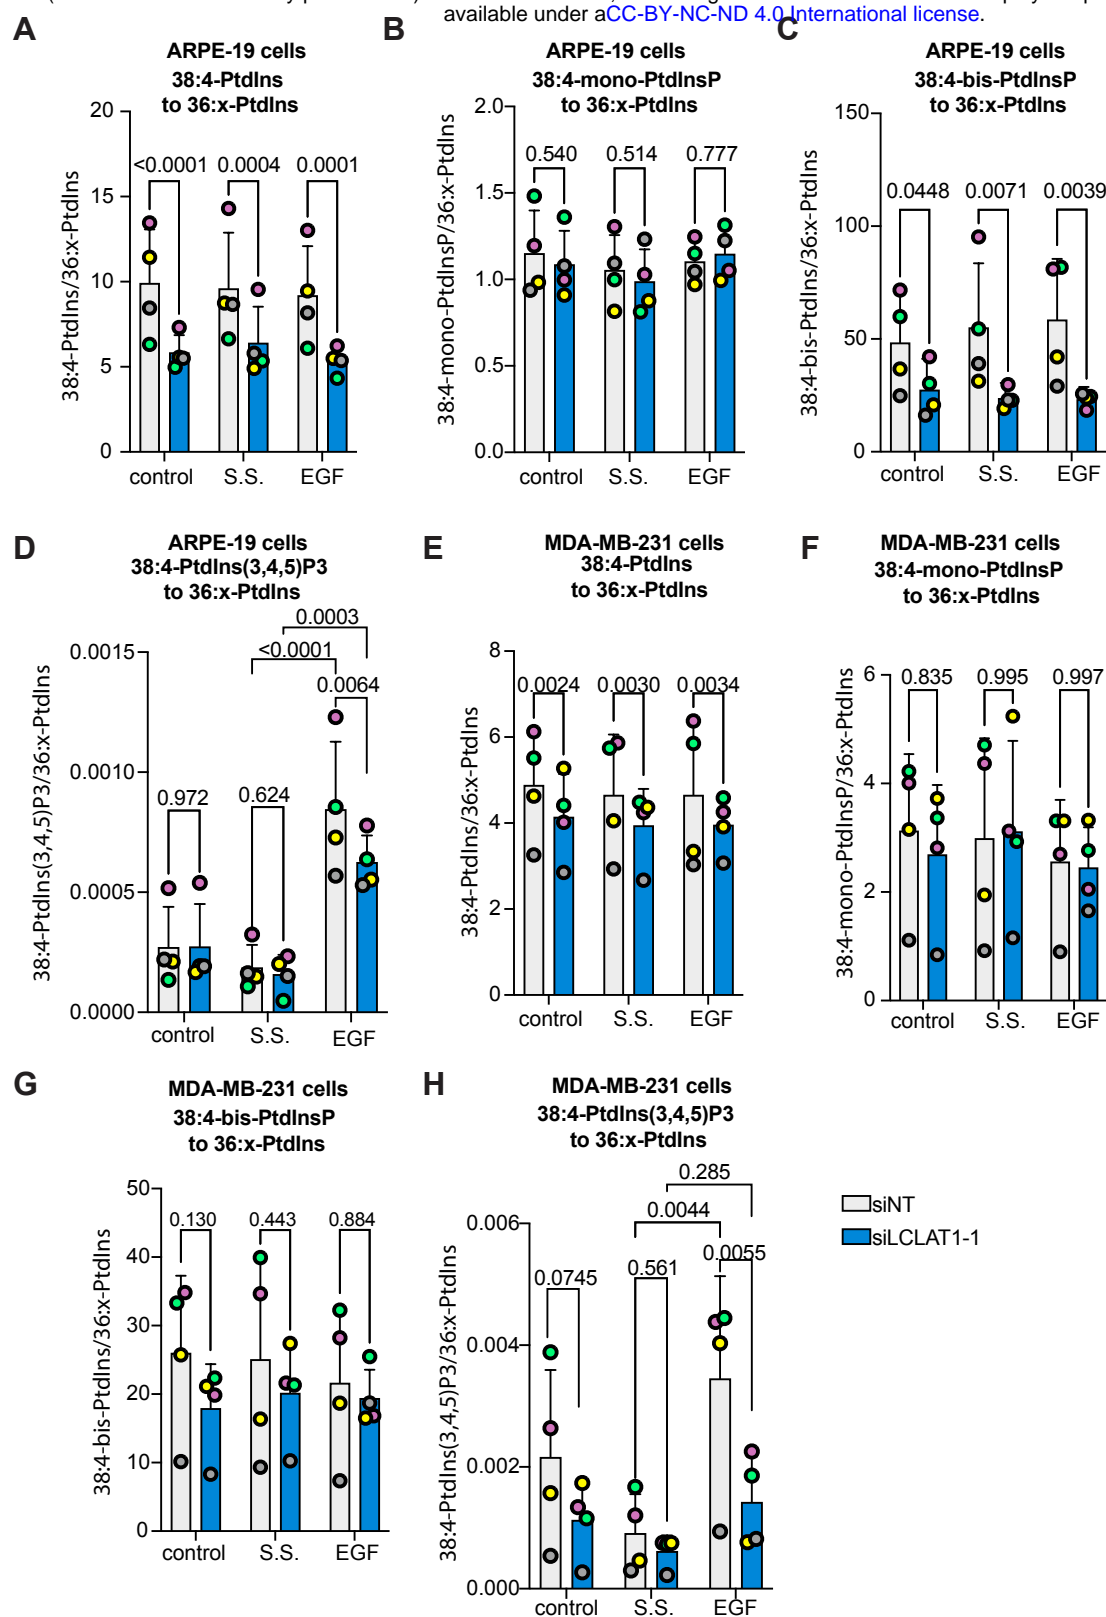 available under aCC-BY-NC-ND 4.0 International license.
A
ARPE-19 cells
38:4-PtdIns
to 36:x-PtdIns
38:4-PtdIns/36:x-PtdIns
20
15
10
5
0
<0.0001
0.0004
0.0001
control
S.S.
EGF
B
ARPE-19 cells
38:4-mono-PtdInsP
to 36:x-PtdIns
38:4-mono-PtdInsP/36:x-PtdIns
2.0
1.5
1.0
0.5
0.0
0.540
0.514
0.777
control
S.S.
EGF
C
ARPE-19 cells
38:4-bis-PtdInsP
to 36:x-PtdIns
38:4-bis-PtdIns/36:x-PtdIns
150
100
50
0
0.0448
0.0071
0.0039
control
S.S.
EGF
D
ARPE-19 cells
38:4-PtdIns(3,4,5)P3
to 36:x-PtdIns
38:4-PtdIns(3,4,5)P3/36:x-PtdIns
0.0015
0.0010
0.0005
0.0000
0.0003
<0.0001
0.0064
0.972
0.624
control
S.S.
EGF
E
MDA-MB-231 cells
38:4-PtdIns
to 36:x-PtdIns
38:4-PtdIns/36:x-PtdIns
8
6
4
2
0
0.0024
0.0030
0.0034
control
S.S.
EGF
F
MDA-MB-231 cells
38:4-mono-PtdInsP
to 36:x-PtdIns
38:4-mono-PtdInsP/36:x-PtdIns
6
4
2
0
0.835
0.995
0.997
control
S.S.
EGF
G
MDA-MB-231 cells
38:4-bis-PtdInsP
to 36:x-PtdIns
38:4-bis-PtdIns/36:x-PtdIns
50
40
30
20
10
0
0.130
0.443
0.884
control
S.S.
EGF
H
MDA-MB-231 cells
38:4-PtdIns(3,4,5)P3
to 36:x-PtdIns
38:4-PtdIns(3,4,5)P3/36:x-PtdIns
0.006
0.004
0.002
0.000
0.285
0.0044
0.0055
0.561
0.0745
control
S.S.
EGF
siNT
siLCLAT1-1